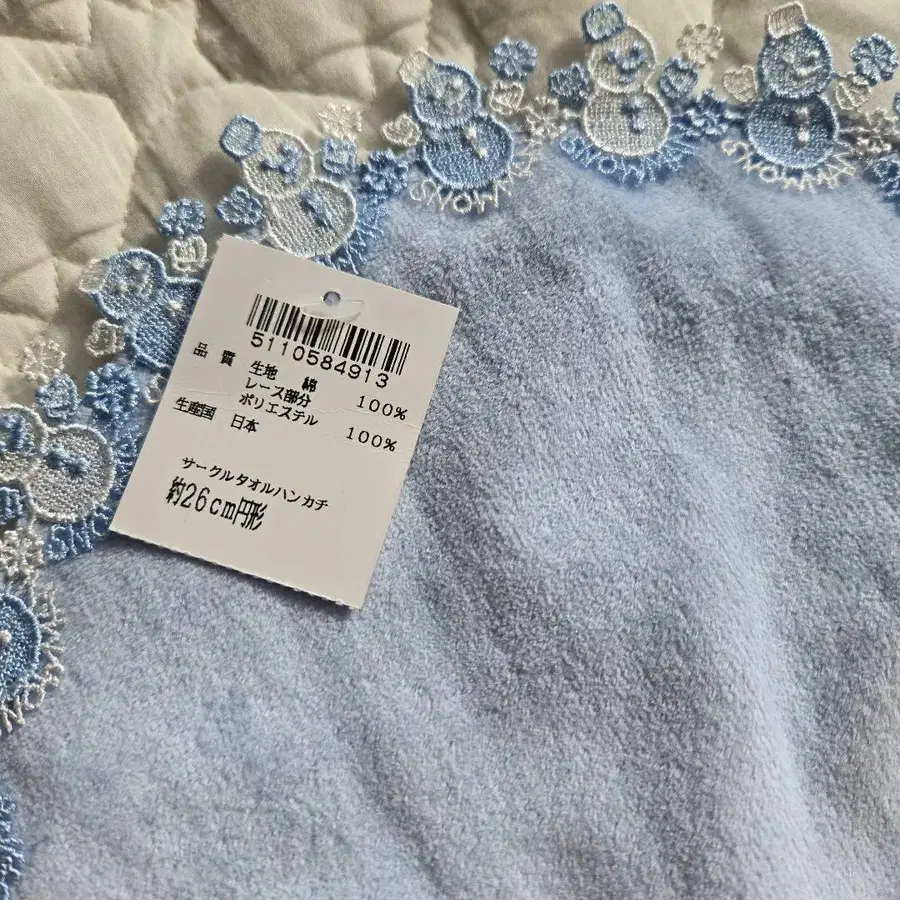 SNOWMAN
SNOWMAN
5110584913
品質 生地 綿 100%
レース部分
ポリエステル 100%
生産国 日本
サークルタオルハンカチ
約26cm円形